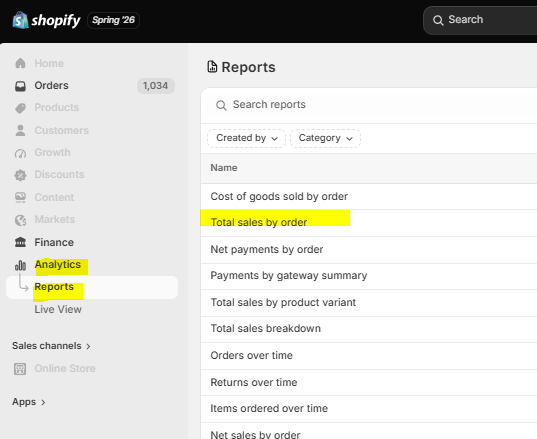 shopify Spring '26
Search
Home
Orders 1,034
Products
Customers
Growth
Discounts
Content
Markets
Finance
Analytics
Reports
Live View
Sales channels >
Online Store
Apps >
Reports
Search reports
Created by Category
Name
Cost of goods sold by order
Total sales by order
Net payments by order
Payments by gateway summary
Total sales by product variant
Total sales breakdown
Orders over time
Returns over time
Items ordered over time
Net sales by order